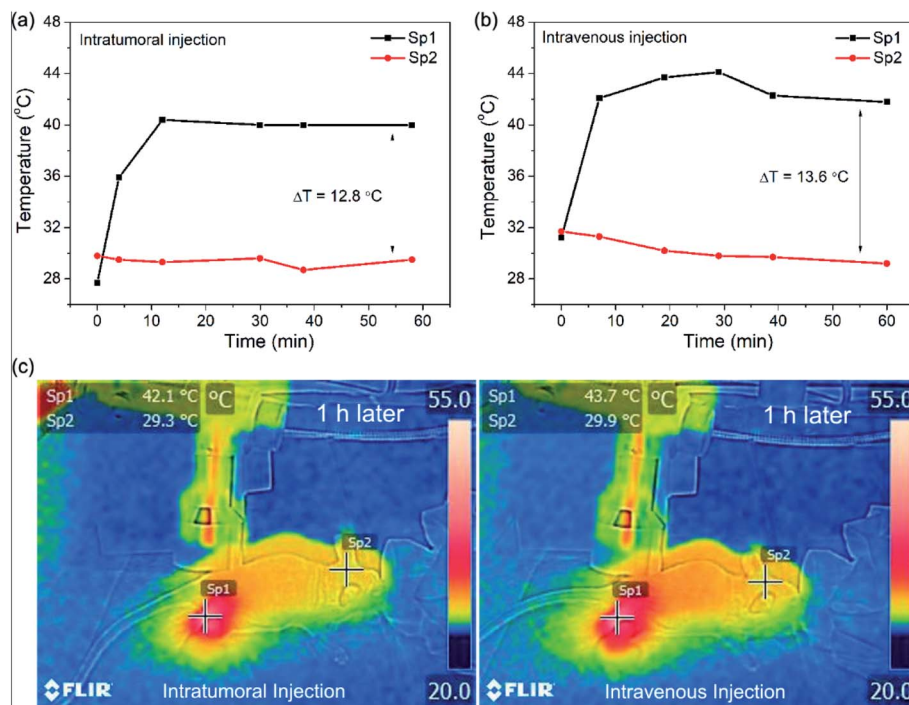 (a)
Intratumoral injection
Sp1
Sp2
48
44
40
36
32
28
Temperature (°C)
ΔT = 12.8 °C
0 10 20 30 40 50 60
Time (min)
(b)
Intravenous injection
Sp1
Sp2
48
44
40
36
32
28
Temperature (°C)
ΔT = 13.6 °C
0 10 20 30 40 50 60
Time (min)
(c)
Sp1 42.1 °C
Sp2 29.3 °C
°C
1 h later
55.0
Sp2
Sp1
FLIR
Intratumoral Injection
20.0
Sp1 43.7 °C
Sp2 29.9 °C
°C
1 h later
55.0
Sp2
Sp1
FLIR
Intravenous Injection
20.0